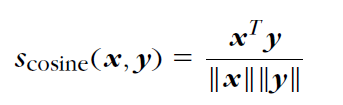 s_cosine(x, y) = x^T y / ‖x‖ ‖y‖